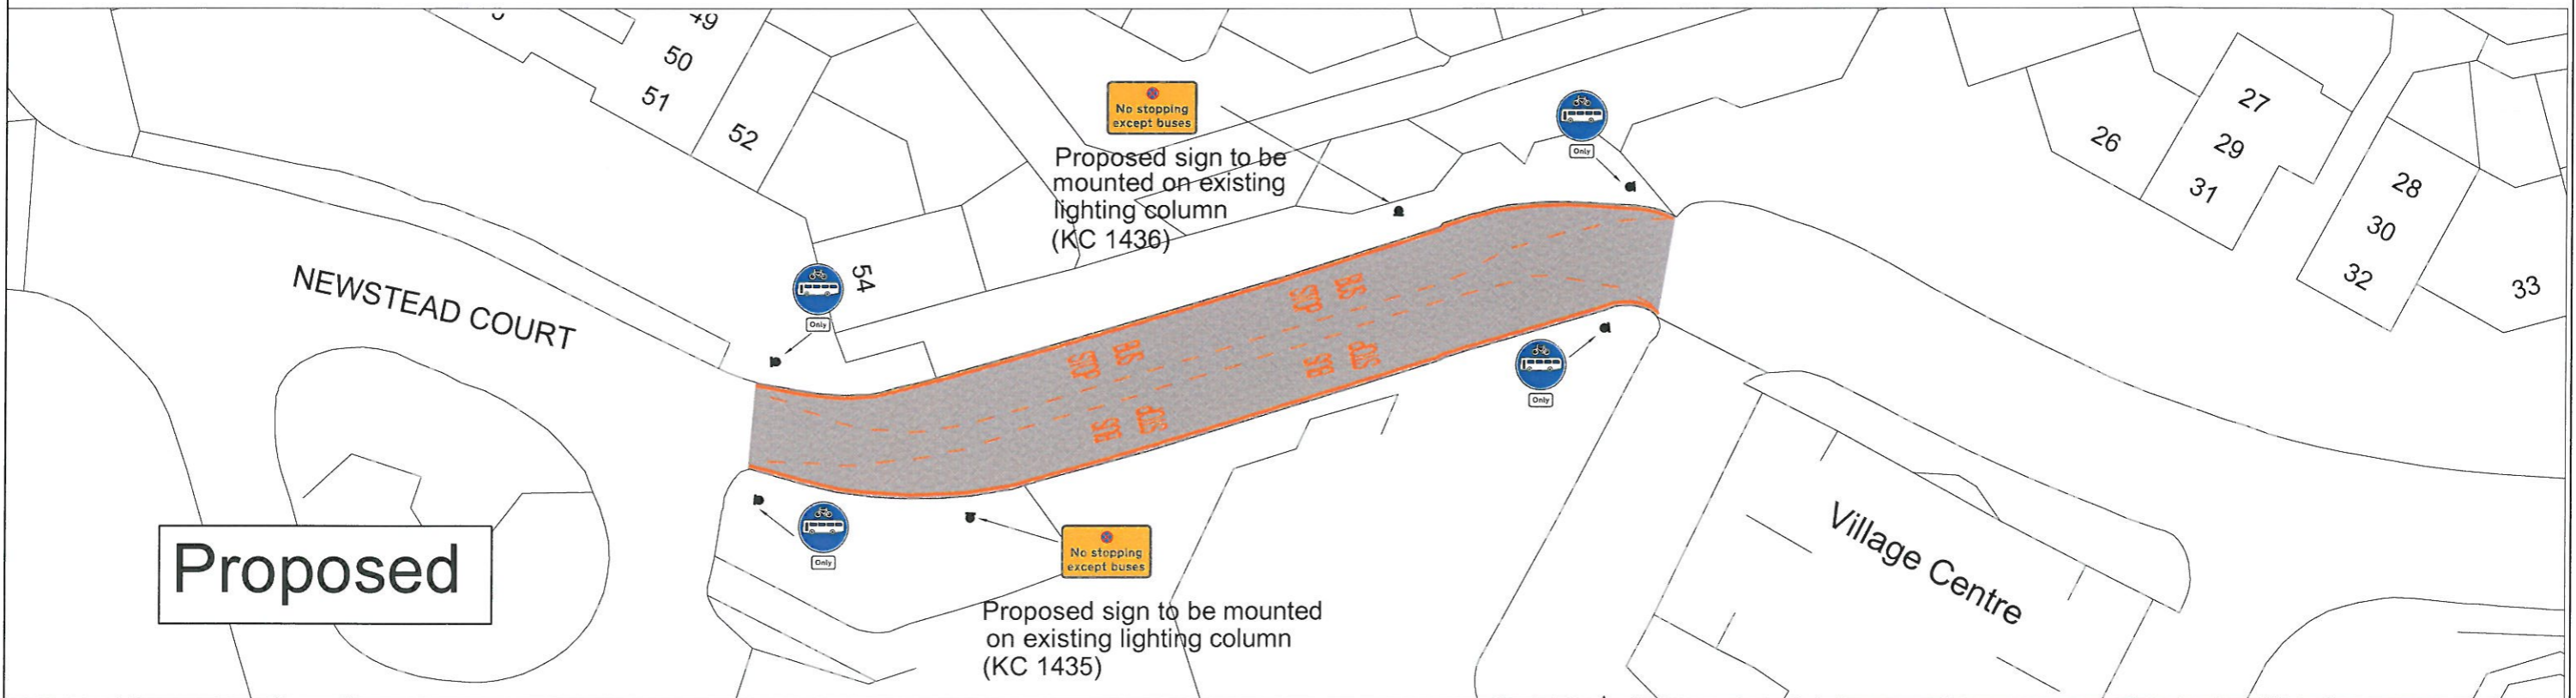 49
50
51
52
54
NEWSTEAD COURT
No stopping
except buses
Proposed sign to be
mounted on existing
lighting column
(KC 1436)
Only
Only
Only
Only
BUS
STOP
BUS
STOP
BUS
STOP
BUS
STOP
No stopping
except buses
Proposed sign to be mounted
on existing lighting column
(KC 1435)
Proposed
26
27
29
31
28
30
32
33
Village Centre